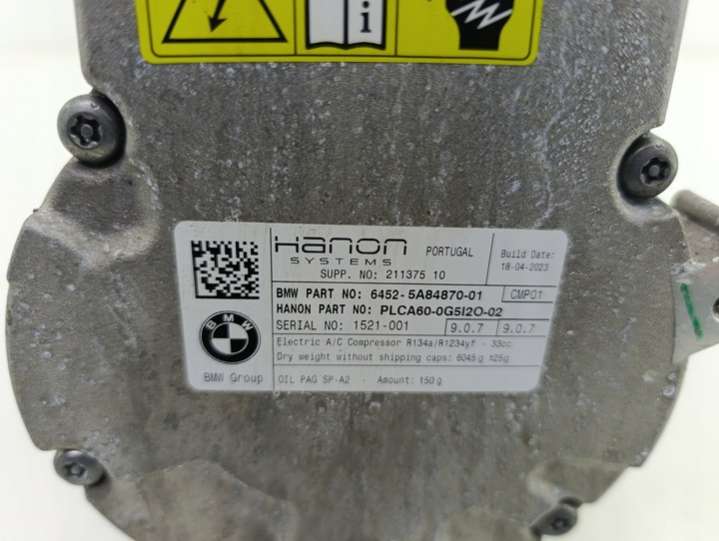 Hanon
SYSTEMS
PORTUGAL
Build Date:
18-04-2023
SUPP. NO: 211375 10
BMW PART NO: 6452-5A84870-01 CMP01
HANON PART NO: PLCA60-0G5I2O-02
SERIAL NO: 1521-001 9.0.7 9.0.7
Electric A/C Compressor R134a/R1234yf - 33cc
Dry weight without shipping caps: 6045g ±25g
BMW
BMW Group
OIL PAG SP-A2 - Amount: 150g